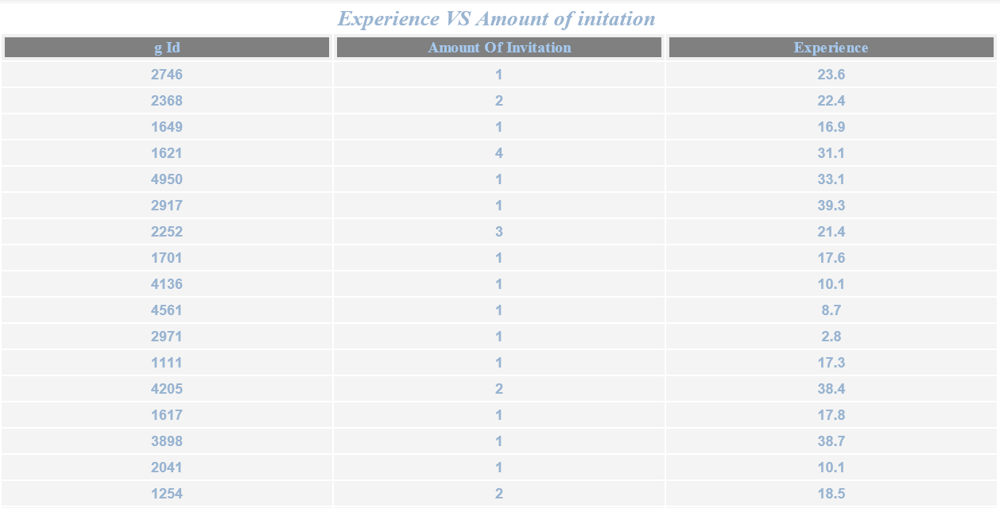 Experience VS Amount of initation
g Id Amount Of Invitation Experience
2746 1 23.6
2368 2 22.4
1649 1 16.9
1621 4 31.1
4950 1 33.1
2917 1 39.3
2252 3 21.4
1701 1 17.6
4136 1 10.1
4561 1 8.7
2971 1 2.8
1111 1 17.3
4205 2 38.4
1617 1 17.8
3898 1 38.7
2041 1 10.1
1254 2 18.5